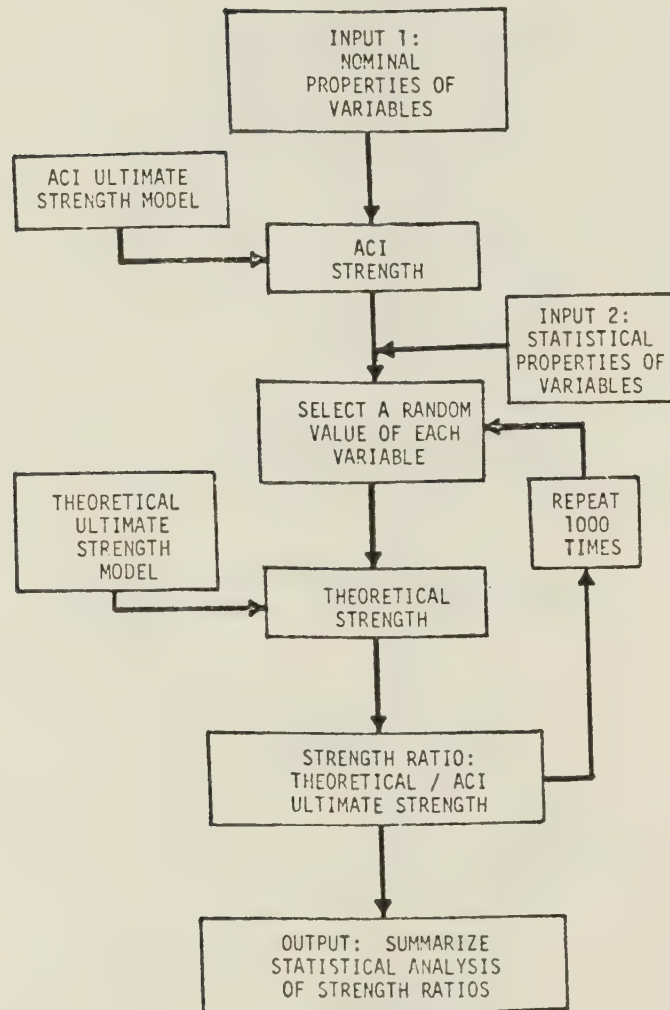 INPUT 1:
NOMINAL
PROPERTIES OF
VARIABLES
ACI ULTIMATE
STRENGTH MODEL
ACI
STRENGTH
INPUT 2:
STATISTICAL
PROPERTIES OF
VARIABLES
SELECT A RANDOM
VALUE OF EACH
VARIABLE
REPEAT
1000
TIMES
THEORETICAL
ULTIMATE
STRENGTH
MODEL
THEORETICAL
STRENGTH
STRENGTH RATIO:
THEORETICAL / ACI
ULTIMATE STRENGTH
OUTPUT: SUMMARIZE
STATISTICAL ANALYSIS
OF STRENGTH RATIOS